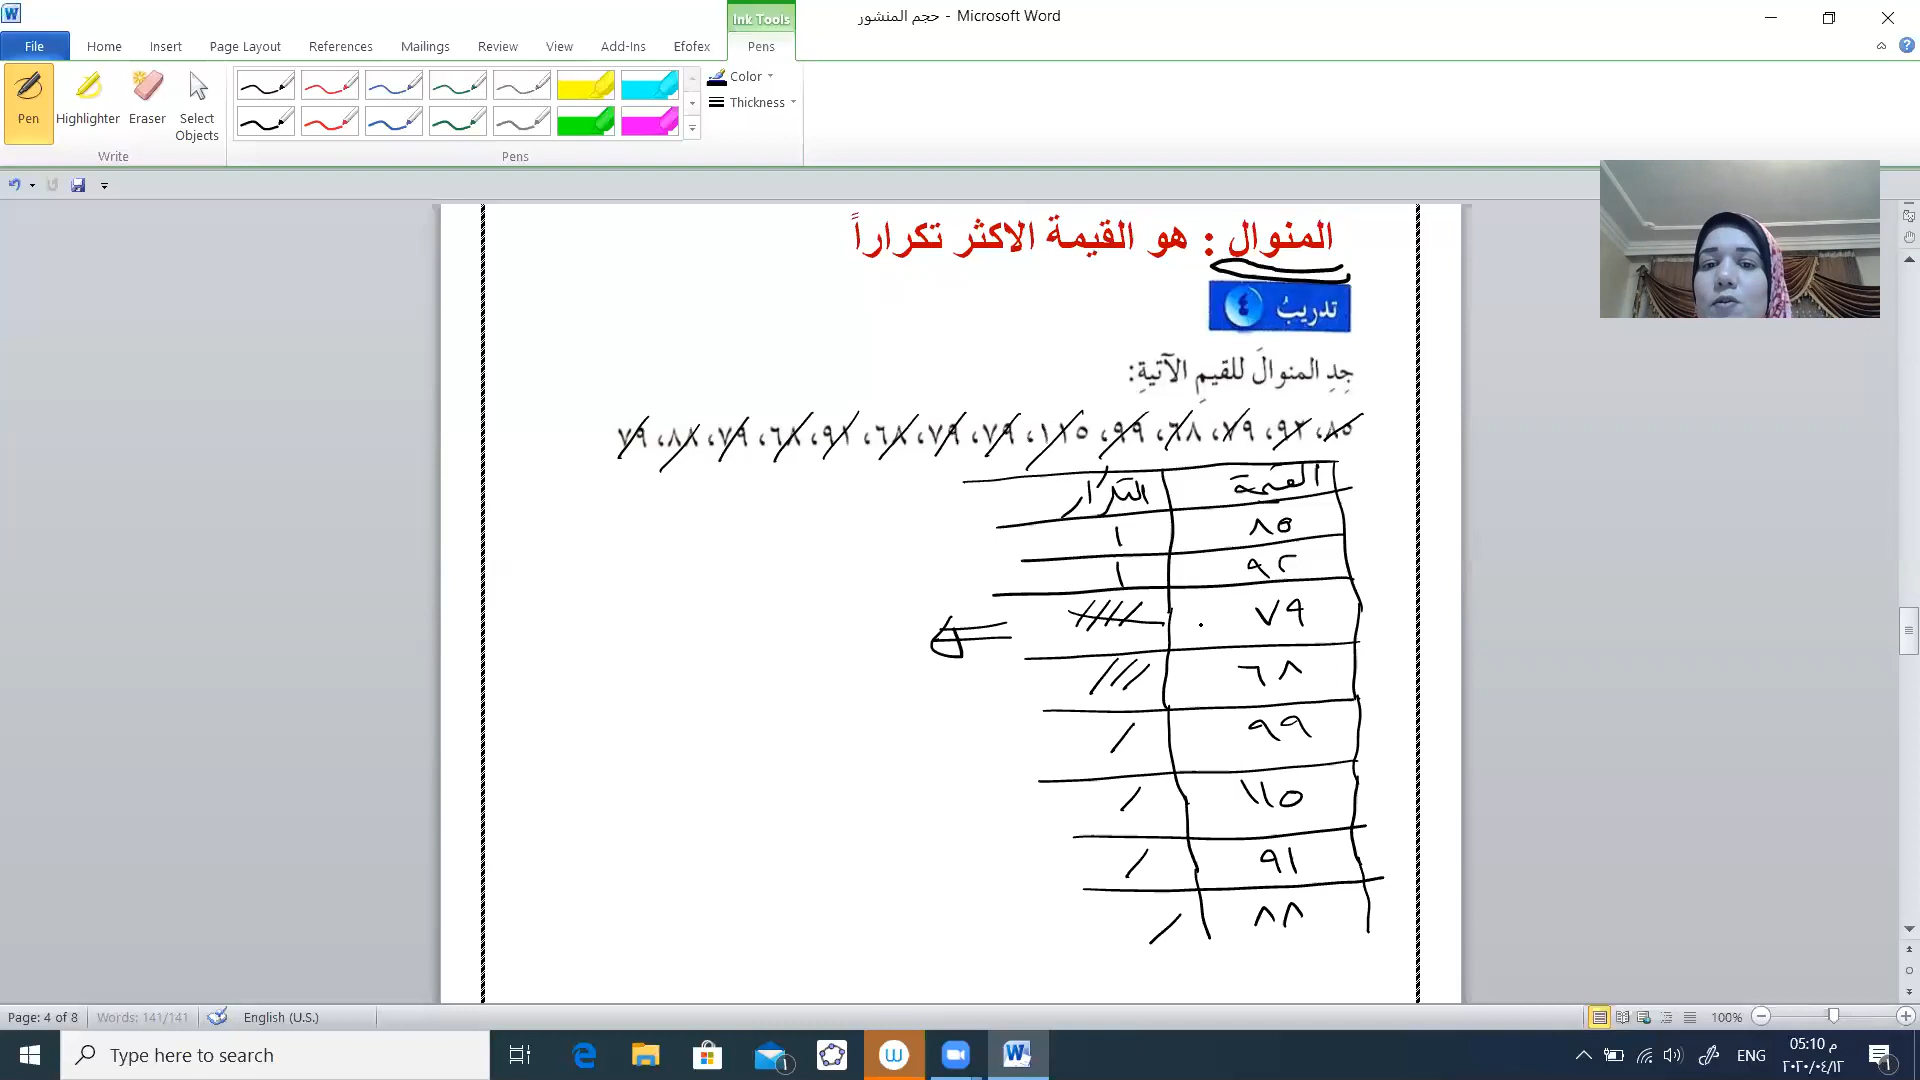 Ink Tools
حجم المنشور - Microsoft Word
File Home Insert Page Layout References Mailings Review View Add-Ins Efofex Pens
Color
Thickness
Pen Highlighter Eraser Select Objects
Write Pens
المنوال : هو القيمة الاكثر تكراراً
تدريبُ ٤
جِدِ المنوالَ للقيمِ الآتيةِ:
٨٥، ٩٢، ٧٩، ٦٨، ٩٩، ١١٥، ٧٩، ٧٩، ٦٨، ٩١، ٦٨، ٧٩، ٨٨، ٧٩
القيمة التكرار
٨٥ ١
٩٢ ١
٧٩
٦٨ ///
٩٩ /
١١٥ /
٩١ /
٨٨ /
Page: 4 of 8 Words: 141/141 English (U.S.) 100%
Type here to search
ENG
05:10 م
٢٠٢٠/٠٤/١٢